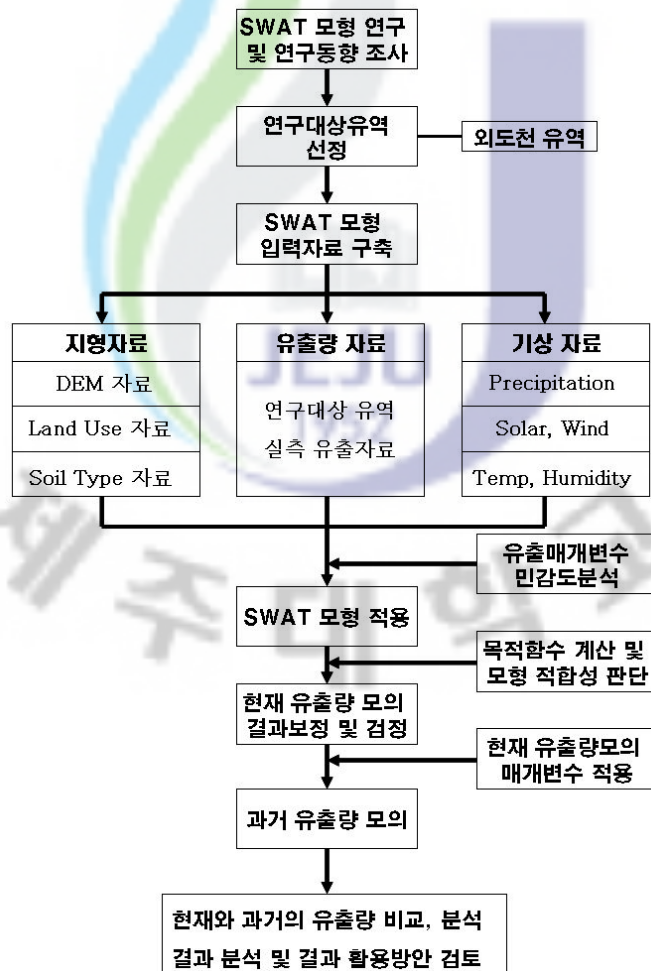 SWAT 모형 연구
및 연구동향 조사
연구대상유역
선정
외도천 유역
SWAT 모형
입력자료 구축
지형자료
DEM 자료
Land Use 자료
Soil Type 자료
유출량 자료
연구대상 유역
실측 유출자료
기상 자료
Precipitation
Solar, Wind
Temp, Humidity
유출매개변수
민감도분석
SWAT 모형 적용
목적함수 계산 및
모형 적합성 판단
현재 유출량 모의
결과보정 및 검정
현재 유출량모의
매개변수 적용
과거 유출량 모의
현재와 과거의 유출량 비교, 분석
결과 분석 및 결과 활용방안 검토
JEJU
1952
제주대학교